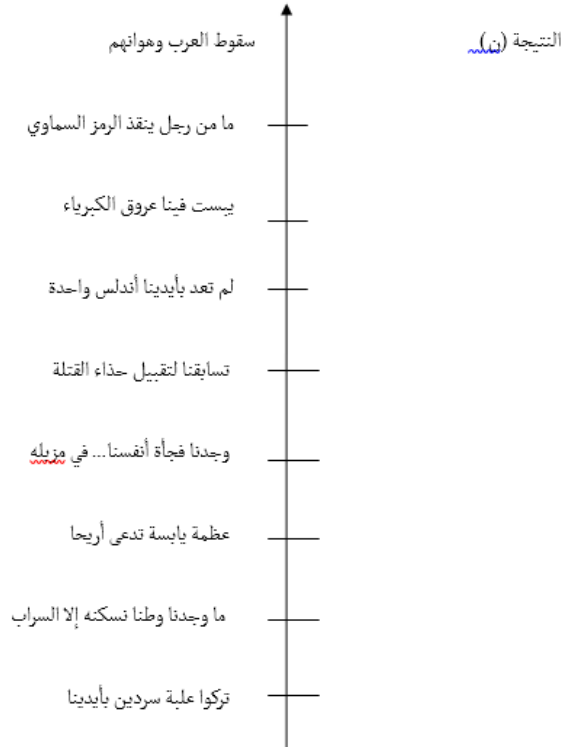 النتيجة (ن)
سقوط العرب وهوانهم
ما من رجل ينقذ الرمز السماوي
يبست فينا عروق الكبرياء
لم تعد بأيدينا أندلس واحدة
تسابقنا لتقبيل حذاء القتلة
وجدنا فجأة أنفسنا... في مزبله
عظمة يابسة تدعى أريحا
ما وجدنا وطنا نسكنه إلا السراب
تركوا علبة سردين بأيدينا